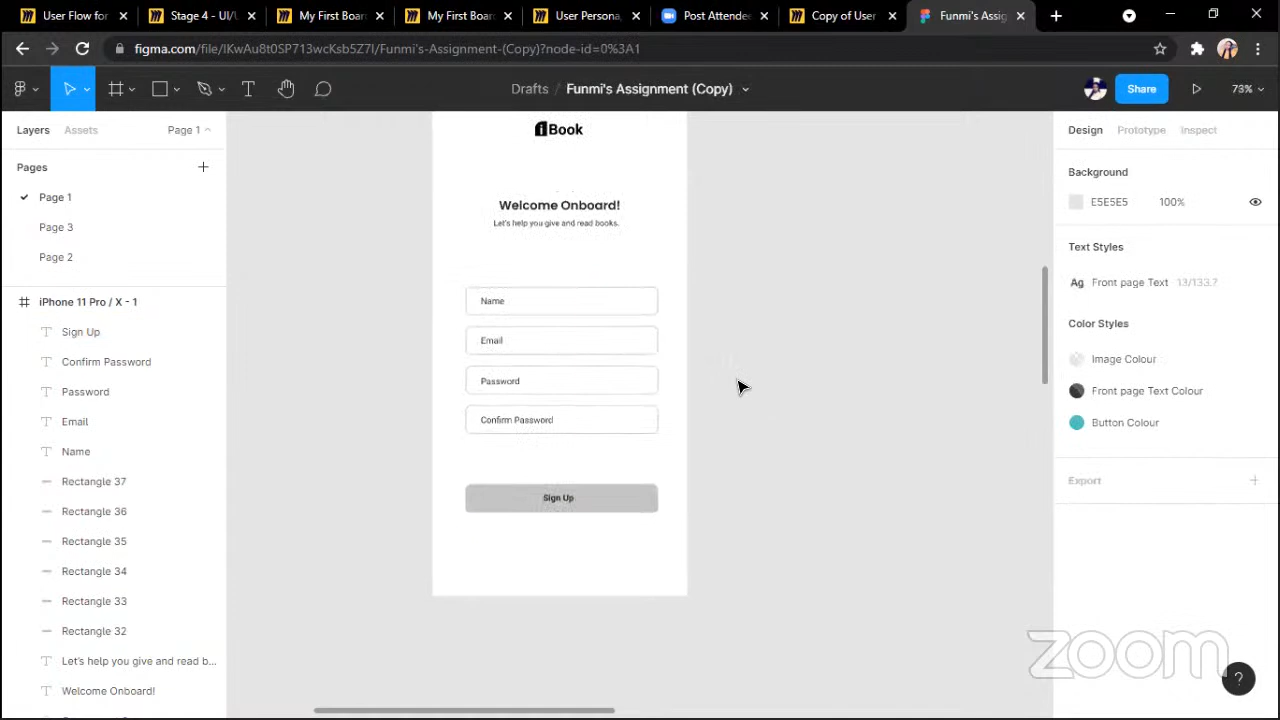 User Flow for
Stage 4 - UI/U
My First Boar
My First Boar
User Persona,
Post Attende
Copy of User
Funmi's Assig
figma.com/file/lKwAu8t0SP713wcKsb5Z7l/Funmi's-Assignment-(Copy)?node-id=0%3A1
Drafts / Funmi's Assignment (Copy)
Share
73%
Layers
Assets
Page 1
Pages
Page 1
Page 3
Page 2
iPhone 11 Pro / X - 1
Sign Up
Confirm Password
Password
Email
Name
Rectangle 37
Rectangle 36
Rectangle 35
Rectangle 34
Rectangle 33
Rectangle 32
Let's help you give and read b...
Welcome Onboard!
iBook
Welcome Onboard!
Let's help you give and read books.
Name
Email
Password
Confirm Password
Sign Up
Design
Prototype
Inspect
Background
E5E5E5
100%
Text Styles
Ag Front page Text 13/133.7
Color Styles
Image Colour
Front page Text Colour
Button Colour
Export
zoom
?